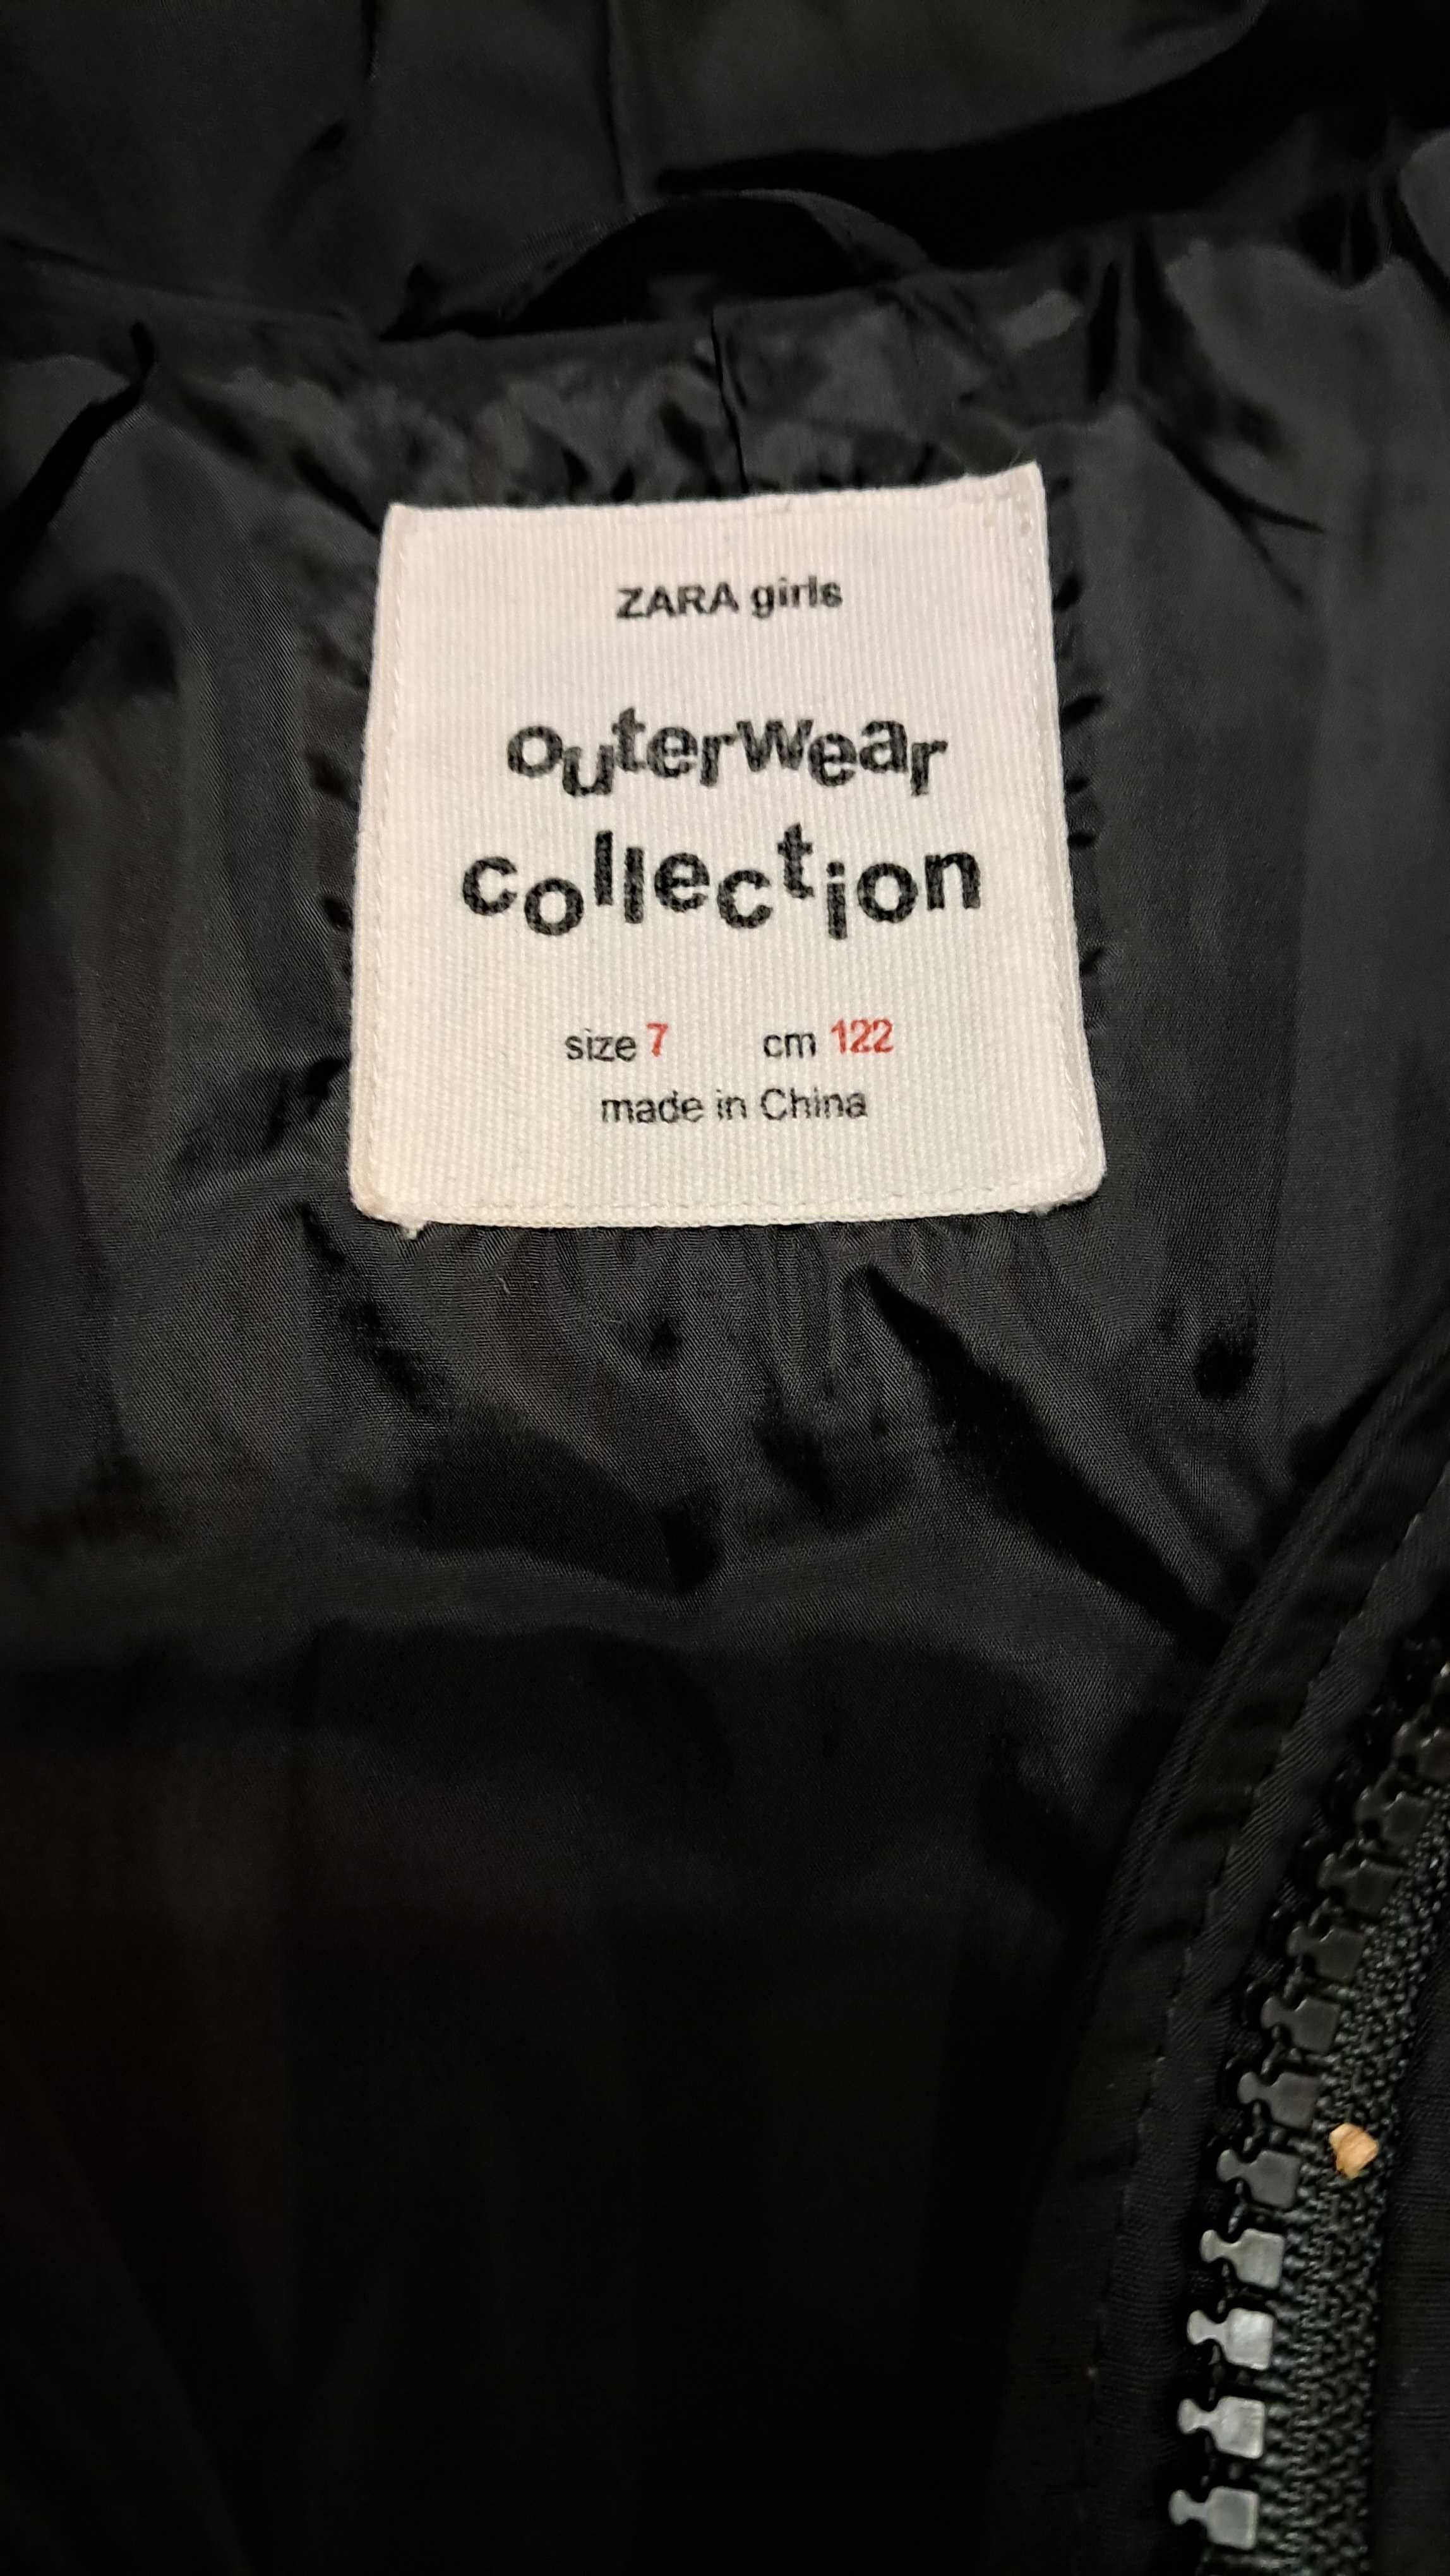 ZARA girls
outerwear
collection
size 7 cm 122
made in China